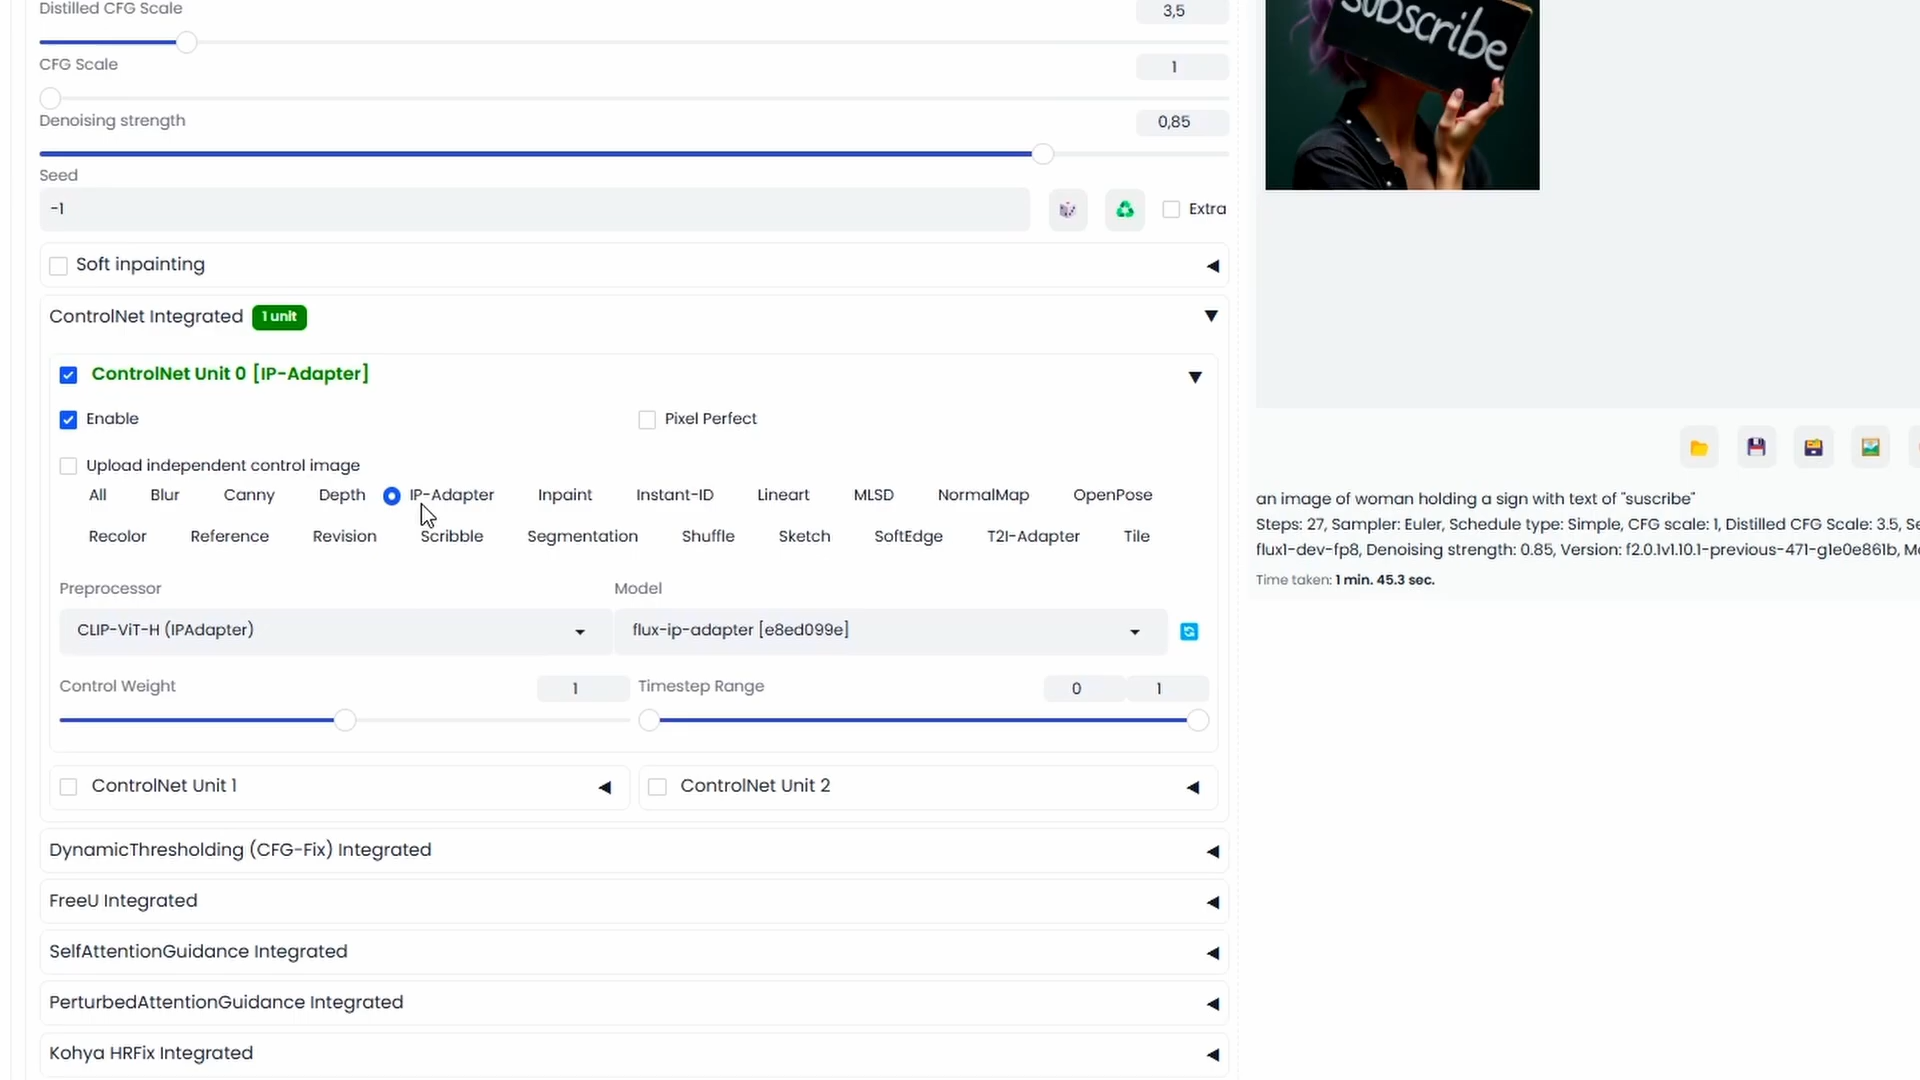 Distilled CFG Scale
3,5
CFG Scale
1
Denoising strength
0,85
Seed
-1
Extra
Soft inpainting
ControlNet Integrated 1 unit
ControlNet Unit 0 [IP-Adapter]
Enable
Pixel Perfect
Upload independent control image
All Blur Canny Depth IP-Adapter Inpaint Instant-ID Lineart MLSD NormalMap OpenPose
Recolor Reference Revision Scribble Segmentation Shuffle Sketch SoftEdge T2I-Adapter Tile
Preprocessor
Model
CLIP-ViT-H (IPAdapter)
flux-ip-adapter [e8ed099e]
Control Weight
1
Timestep Range
0
1
ControlNet Unit 1
ControlNet Unit 2
DynamicThresholding (CFG-Fix) Integrated
FreeU Integrated
SelfAttentionGuidance Integrated
PerturbedAttentionGuidance Integrated
Kohya HRFix Integrated
subscribe
an image of woman holding a sign with text of "suscribe"
Steps: 27, Sampler: Euler, Schedule type: Simple, CFG scale: 1, Distilled CFG Scale: 3.5,
flux1-dev-fp8, Denoising strength: 0.85, Version: f2.0.1v1.10.1-previous-471-g1e0e861b,
Time taken: 1 min. 45.3 sec.